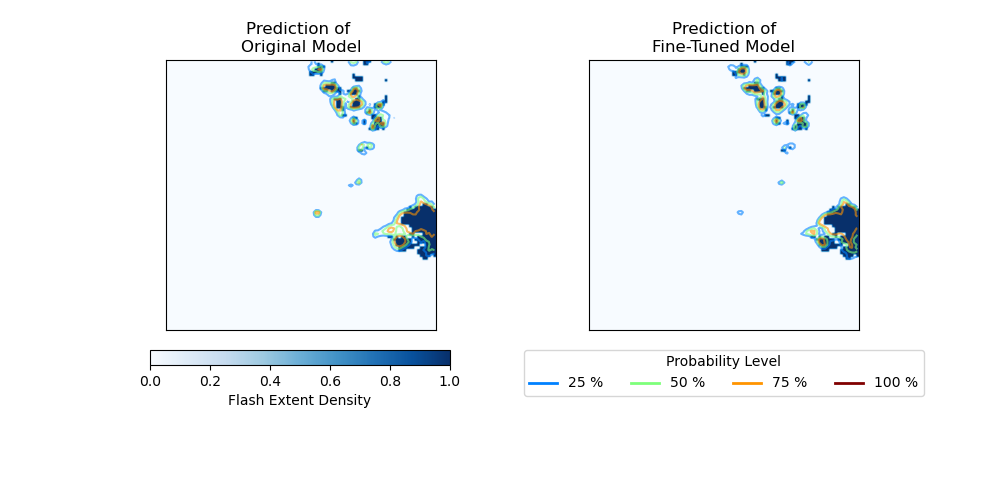 Prediction of
Original Model
Prediction of
Fine-Tuned Model
0.0 0.2 0.4 0.6 0.8 1.0
Flash Extent Density
Probability Level
25 % 50 % 75 % 100 %